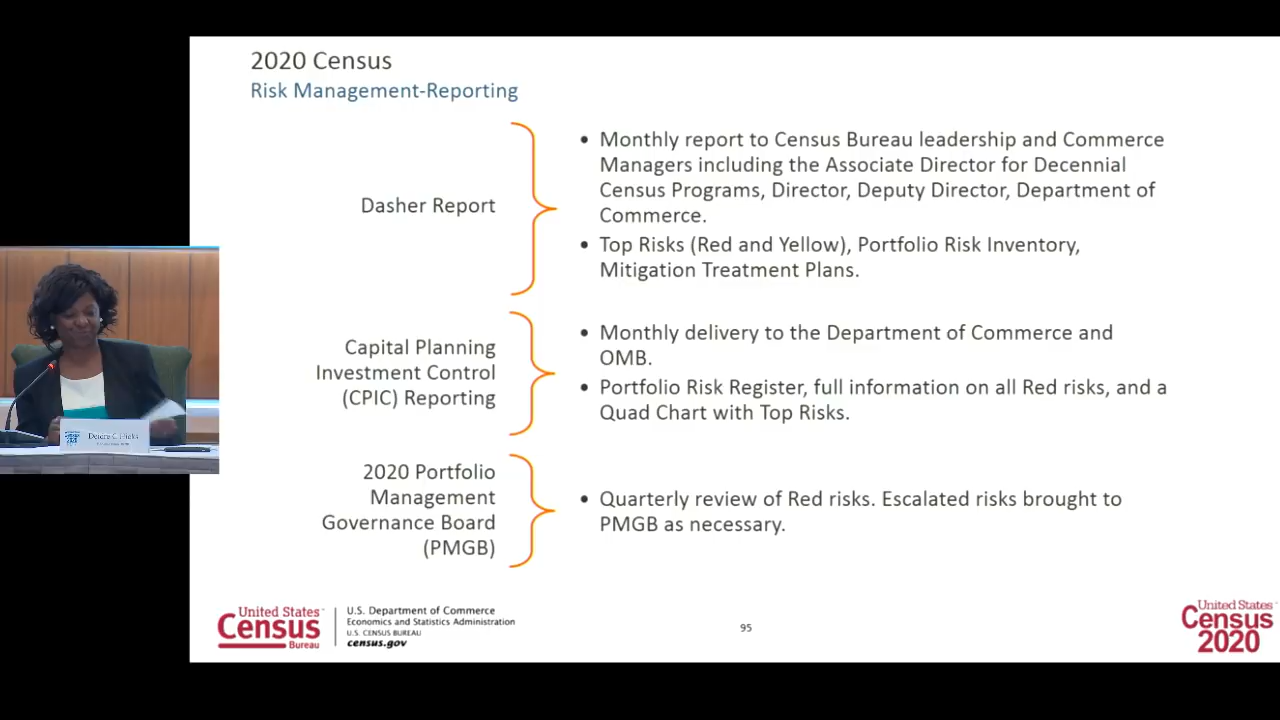 2020 Census
Risk Management-Reporting
Dasher Report
• Monthly report to Census Bureau leadership and Commerce
Managers including the Associate Director for Decennial
Census Programs, Director, Deputy Director, Department of
Commerce.
• Top Risks (Red and Yellow), Portfolio Risk Inventory,
Mitigation Treatment Plans.
Capital Planning
Investment Control
(CPIC) Reporting
• Monthly delivery to the Department of Commerce and
OMB.
• Portfolio Risk Register, full information on all Red risks, and a
Quad Chart with Top Risks.
2020 Portfolio
Management
Governance Board
(PMGB)
• Quarterly review of Red risks. Escalated risks brought to
PMGB as necessary.
United States
Census
Bureau
U.S. Department of Commerce
Economics and Statistics Administration
U.S. CENSUS BUREAU
census.gov
95
United States
Census
2020